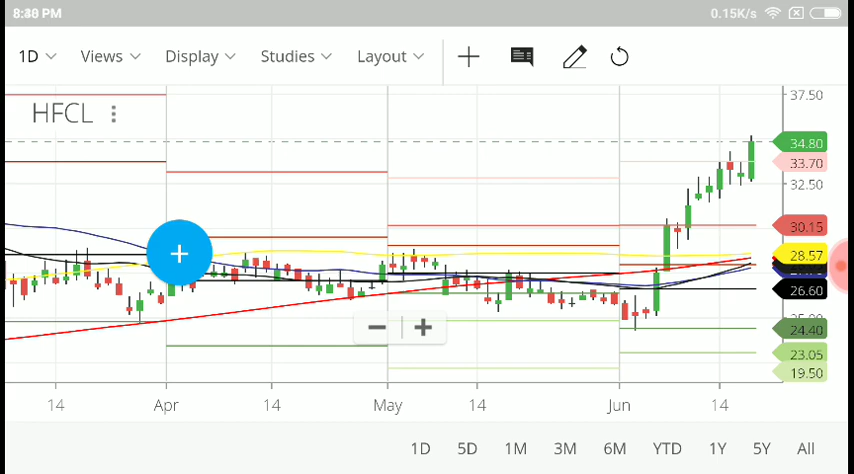 8:38 PM 0.15K/s
1D Views Display Studies Layout
HFCL
37.50
34.80
33.70
32.50
30.15
28.57
26.60
24.40
23.05
19.50
14 Apr 14 May 14 Jun 14
1D 5D 1M 3M 6M YTD 1Y 5Y All